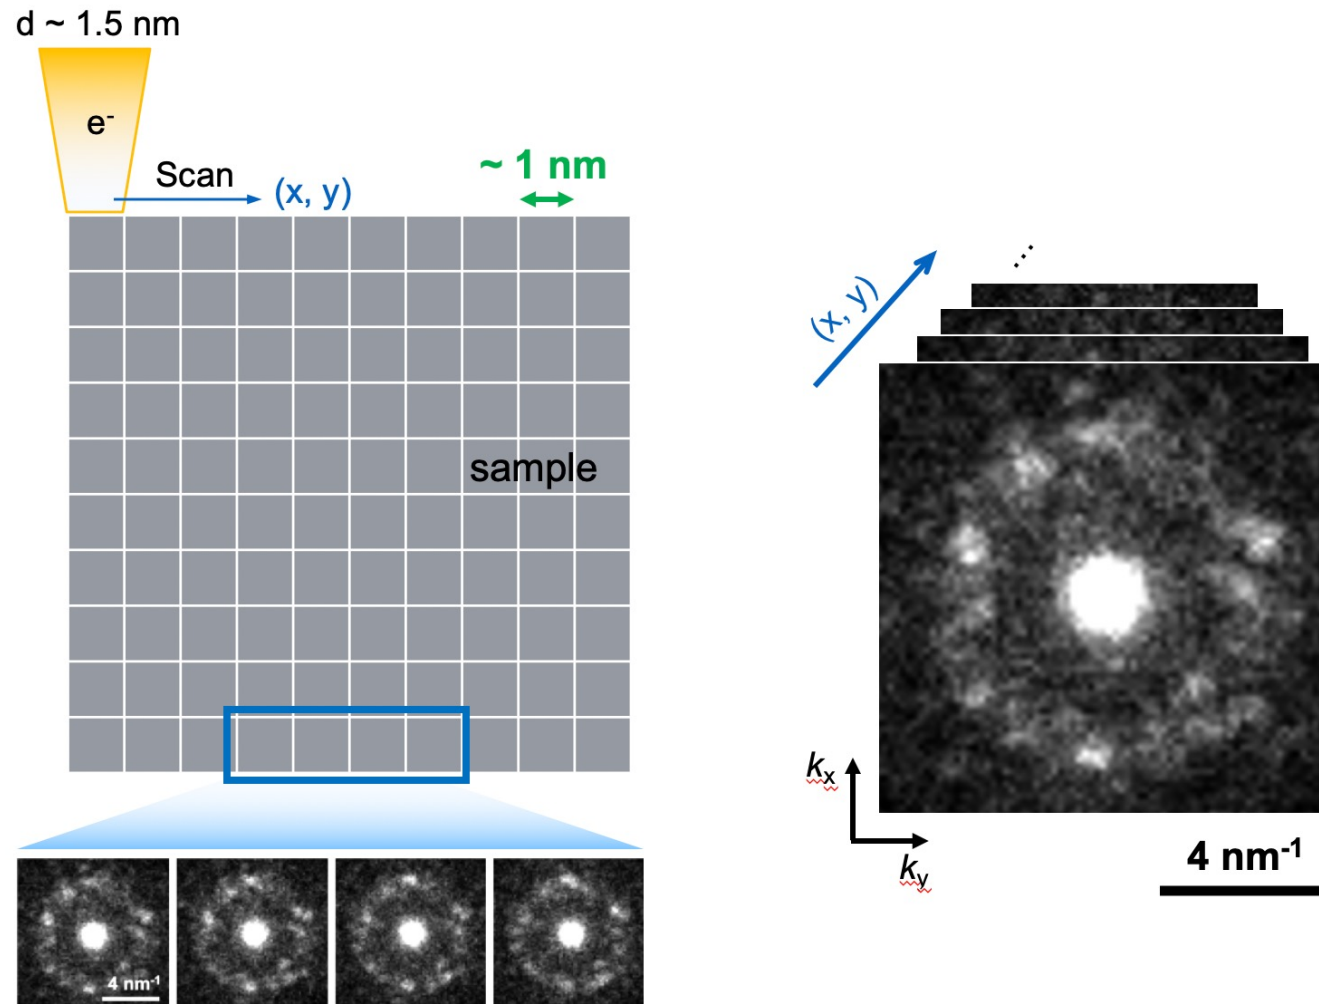 d ~ 1.5 nm
e-
Scan
(x, y)
~ 1 nm
sample
4 nm-1
(x, y)
...
kx
ky
4 nm-1